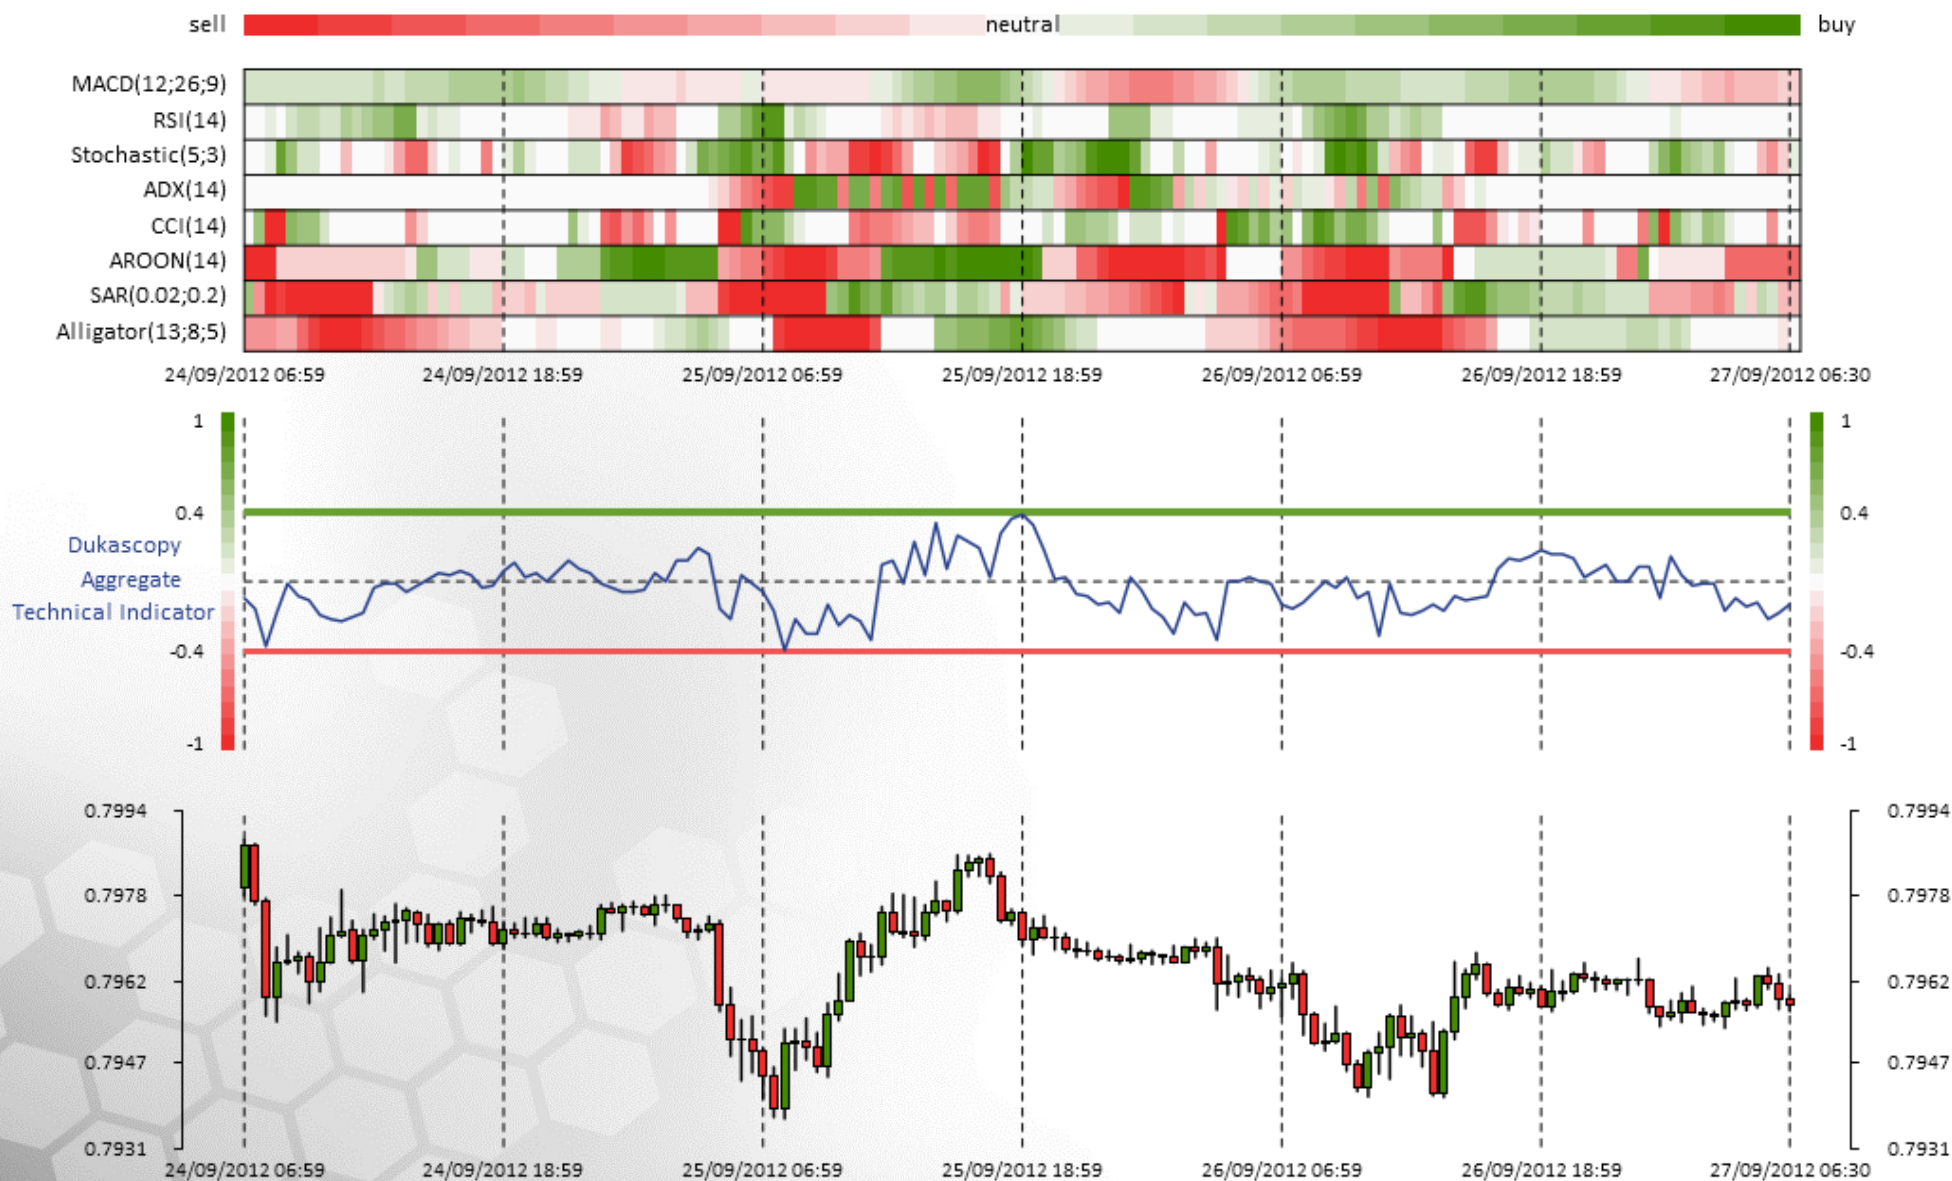 sell neutral buy
MACD(12;26;9)
RSI(14)
Stochastic(5;3)
ADX(14)
CCI(14)
AROON(14)
SAR(0.02;0.2)
Alligator(13;8;5)
24/09/2012 06:59 24/09/2012 18:59 25/09/2012 06:59 25/09/2012 18:59 26/09/2012 06:59 26/09/2012 18:59 27/09/2012 06:30
1 1
0.4 0.4
Dukascopy
Aggregate
Technical Indicator
-0.4 -0.4
-1 -1
0.7994 0.7994
0.7978 0.7978
0.7962 0.7962
0.7947 0.7947
0.7931 0.7931
24/09/2012 06:59 24/09/2012 18:59 25/09/2012 06:59 25/09/2012 18:59 26/09/2012 06:59 26/09/2012 18:59 27/09/2012 06:30